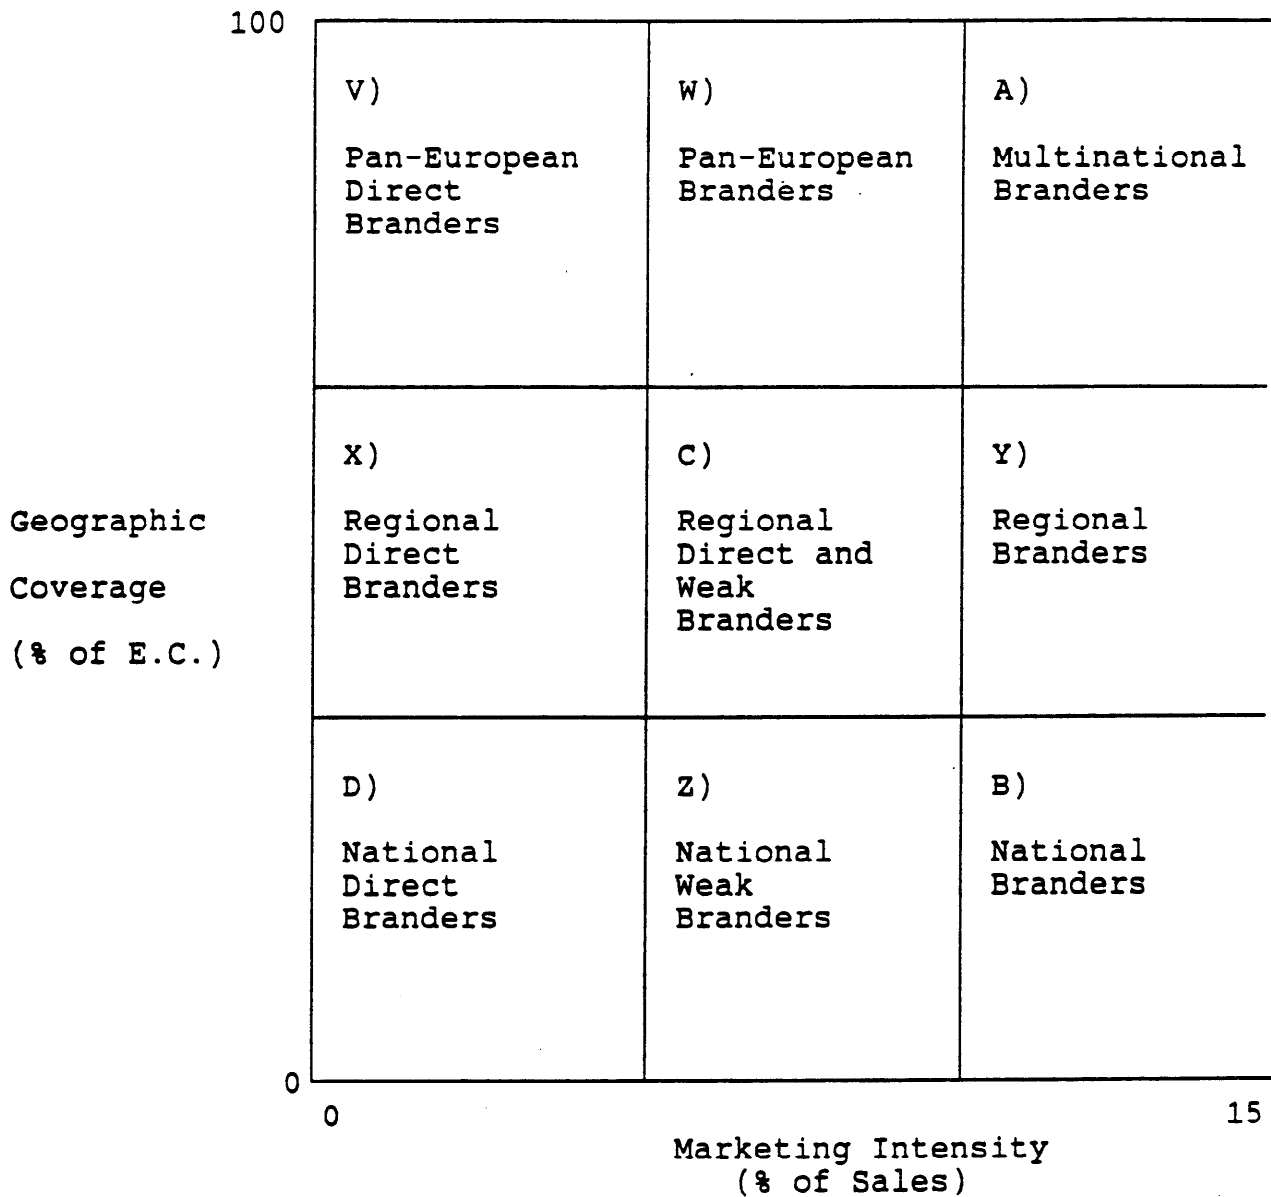 100
V)
Pan-European
Direct
Branders
W)
Pan-European
Branders
A)
Multinational
Branders
Geographic
Coverage
(% of E.C.)
X)
Regional
Direct
Branders
C)
Regional
Direct and
Weak
Branders
Y)
Regional
Branders
D)
National
Direct
Branders
Z)
National
Weak
Branders
B)
National
Branders
0
0
15
Marketing Intensity
(% of Sales)